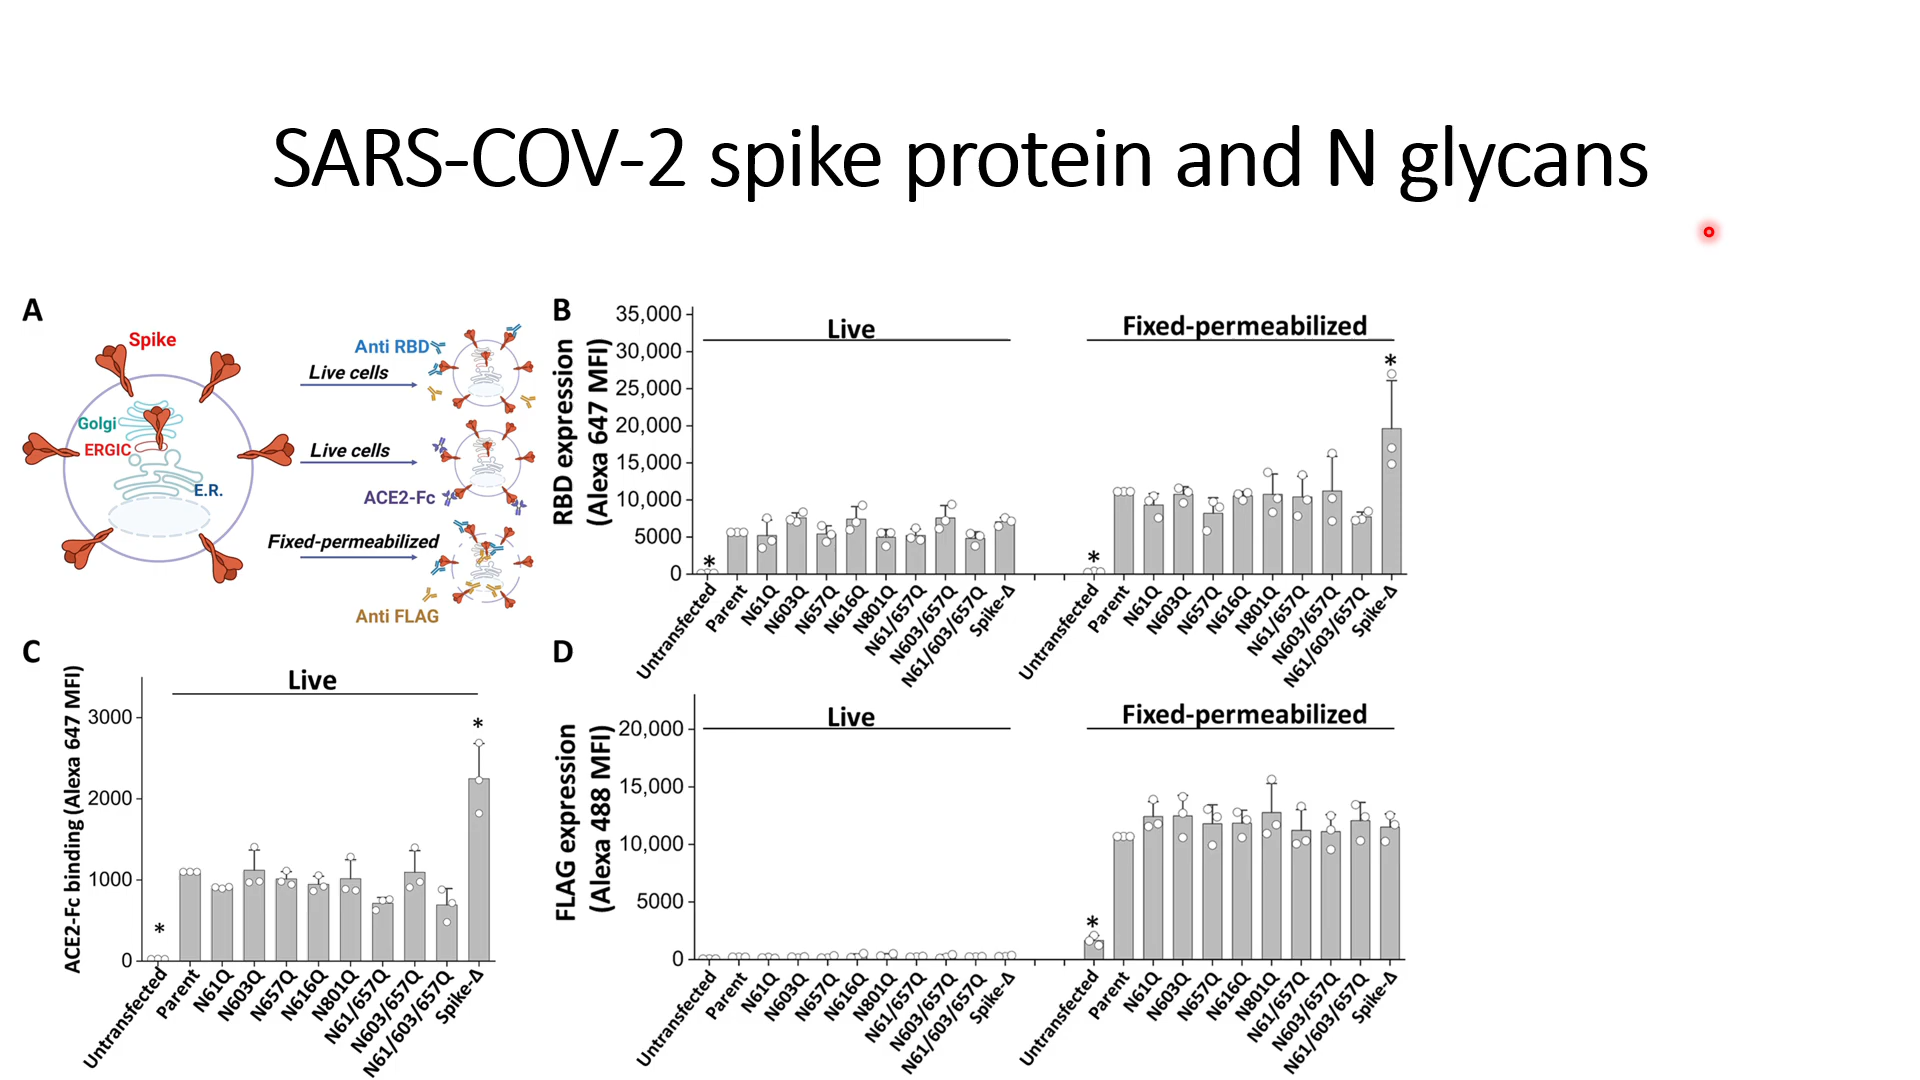 SARS-COV-2 spike protein and N glycans
A
Spike
Golgi
ERGIC
E.R.
Anti RBD
Live cells
Live cells
ACE2-Fc
Fixed-permeabilized
Anti FLAG
B
RBD expression
(Alexa 647 MFI)
35,000
30,000
25,000
20,000
15,000
10,000
5000
0
Live
Fixed-permeabilized
*
*
*
Untransfected
Parent
N61Q
N603Q
N657Q
N616Q
N801Q
N61/657Q
N603/657Q
N61/603/657Q
Spike-Δ
Untransfected
Parent
N61Q
N603Q
N657Q
N616Q
N801Q
N61/657Q
N603/657Q
N61/603/657Q
Spike-Δ
C
ACE2-Fc binding (Alexa 647 MFI)
3000
2000
1000
0
Live
*
*
Untransfected
Parent
N61Q
N603Q
N657Q
N616Q
N801Q
N61/657Q
N603/657Q
N61/603/657Q
Spike-Δ
D
FLAG expression
(Alexa 488 MFI)
20,000
15,000
10,000
5000
0
Live
Fixed-permeabilized
*
Untransfected
Parent
N61Q
N603Q
N657Q
N616Q
N801Q
N61/657Q
N603/657Q
N61/603/657Q
Spike-Δ
Untransfected
Parent
N61Q
N603Q
N657Q
N616Q
N801Q
N61/657Q
N603/657Q
N61/603/657Q
Spike-Δ